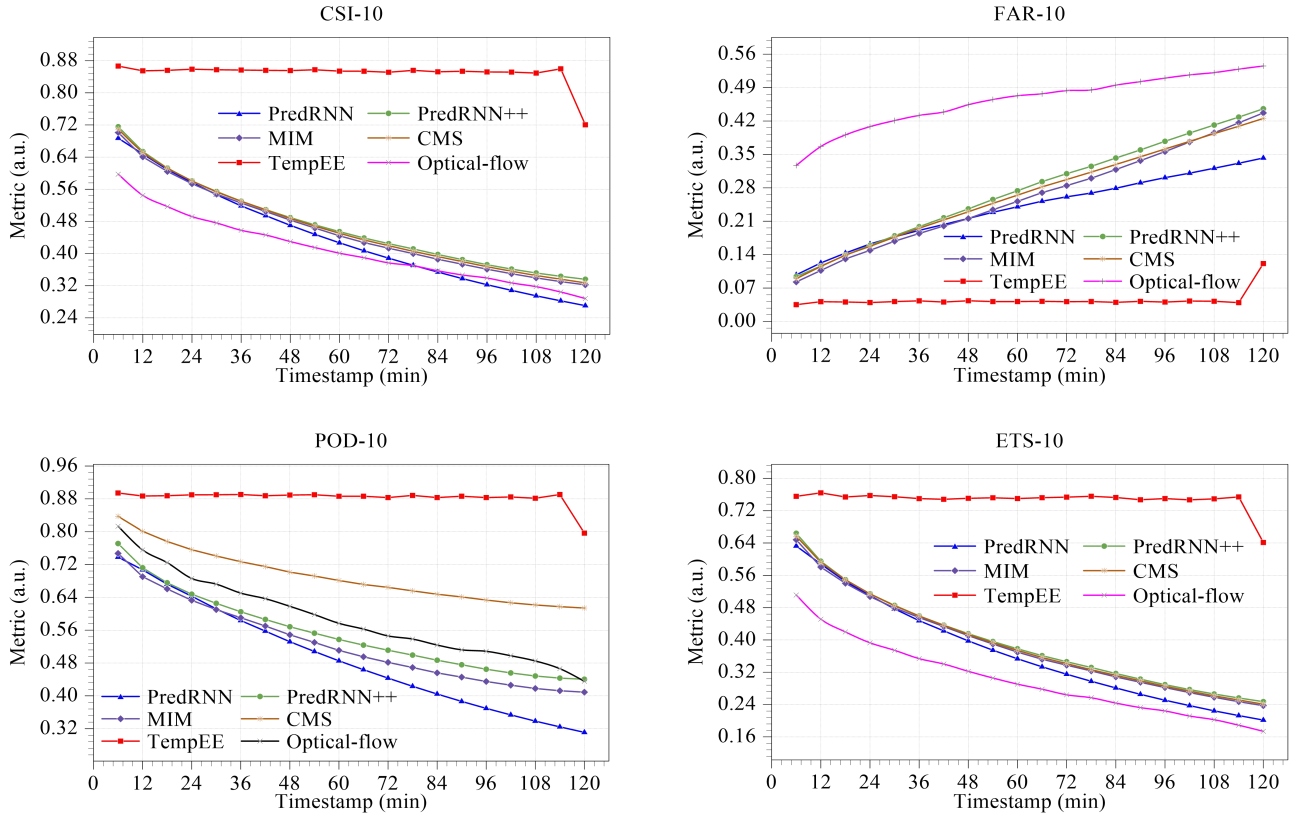 CSI-10
Metric (a.u.)
0.88
0.80
0.72
0.64
0.56
0.48
0.40
0.32
0.24
PredRNN
PredRNN++
MIM
CMS
TempEE
Optical-flow
0 12 24 36 48 60 72 84 96 108 120
Timestamp (min)
FAR-10
Metric (a.u.)
0.56
0.49
0.42
0.35
0.28
0.21
0.14
0.07
0.00
PredRNN
PredRNN++
MIM
CMS
TempEE
Optical-flow
0 12 24 36 48 60 72 84 96 108 120
Timestamp (min)
POD-10
Metric (a.u.)
0.96
0.88
0.80
0.72
0.64
0.56
0.48
0.40
0.32
PredRNN
PredRNN++
MIM
CMS
TempEE
Optical-flow
0 12 24 36 48 60 72 84 96 108 120
Timestamp (min)
ETS-10
Metric (a.u.)
0.80
0.72
0.64
0.56
0.48
0.40
0.32
0.24
0.16
PredRNN
PredRNN++
MIM
CMS
TempEE
Optical-flow
0 12 24 36 48 60 72 84 96 108 120
Timestamp (min)